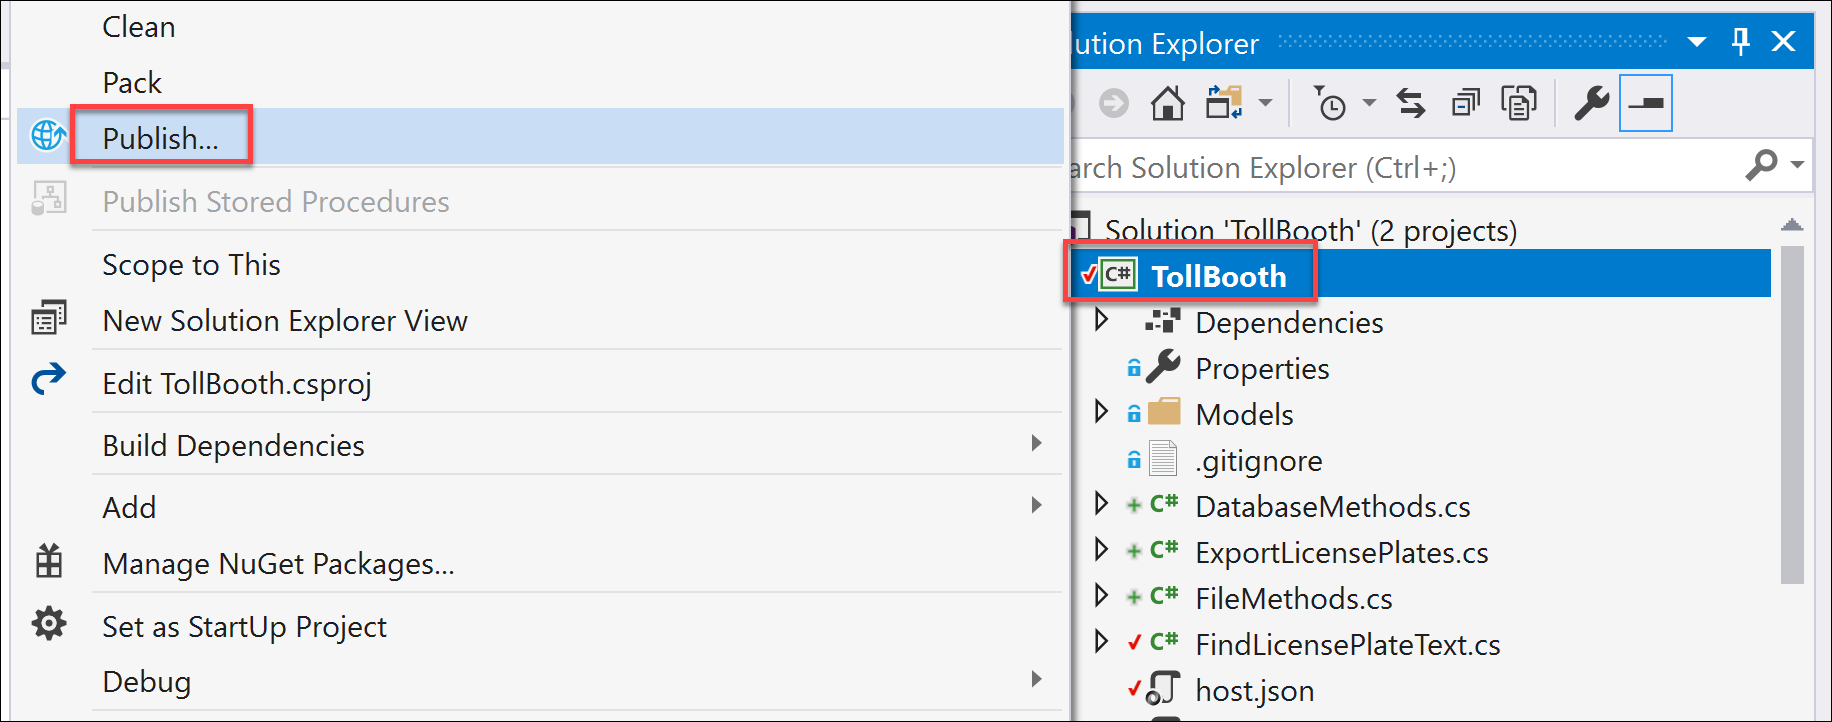 Clean
Pack
Publish...
Publish Stored Procedures
Scope to This
New Solution Explorer View
Edit TollBooth.csproj
Build Dependencies
Add
Manage NuGet Packages...
Set as StartUp Project
Debug
lution Explorer
arch Solution Explorer (Ctrl+;)
Solution 'TollBooth' (2 projects)
C# TollBooth
Dependencies
Properties
Models
.gitignore
C# DatabaseMethods.cs
C# ExportLicensePlates.cs
C# FileMethods.cs
C# FindLicensePlateText.cs
host.json